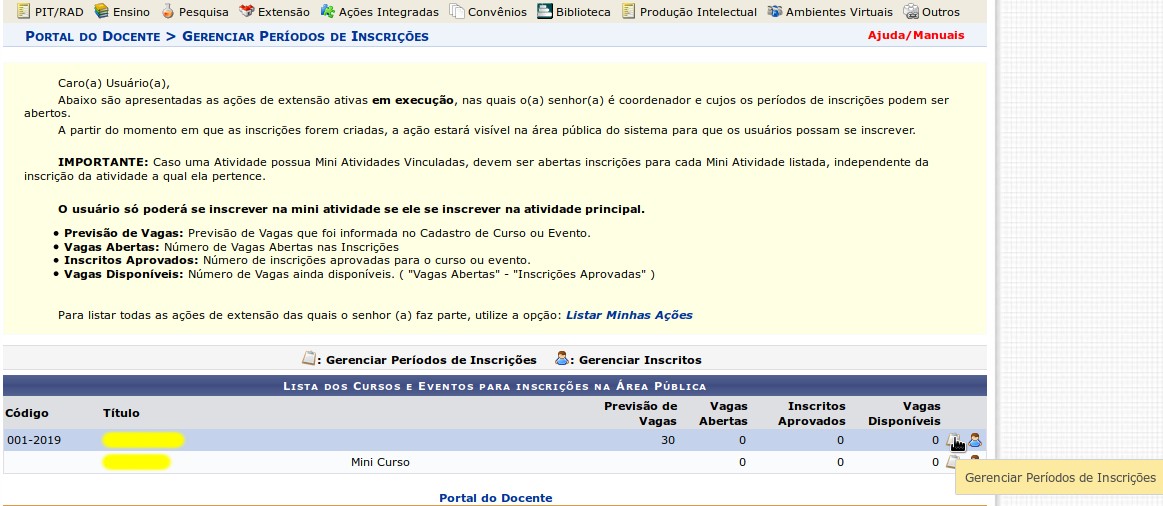 PIT/RAD Ensino Pesquisa Extensão Ações Integradas Convênios Biblioteca Produção Intelectual Ambientes Virtuais Outros
Portal do Docente > Gerenciar Períodos de Inscrições Ajuda/Manuais
Caro(a) Usuário(a),
Abaixo são apresentadas as ações de extensão ativas em execução, nas quais o(a) senhor(a) é coordenador e cujos os períodos de inscrições podem ser
abertos.
A partir do momento em que as inscrições forem criadas, a ação estará visível na área pública do sistema para que os usuários possam se inscrever.
IMPORTANTE: Caso uma Atividade possua Mini Atividades Vinculadas, devem ser abertas inscrições para cada Mini Atividade listada, independente da
inscrição da atividade a qual ela pertence.
O usuário só poderá se inscrever na mini atividade se ele se inscrever na atividade principal.
• Previsão de Vagas: Previsão de Vagas que foi informada no Cadastro de Curso ou Evento.
• Vagas Abertas: Número de Vagas Abertas nas Inscrições
• Inscritos Aprovados: Número de inscrições aprovadas para o curso ou evento.
• Vagas Disponíveis: Número de Vagas ainda disponíveis. ( "Vagas Abertas" - "Inscrições Aprovadas" )
Para listar todas as ações de extensão das quais o senhor (a) faz parte, utilize a opção: Listar Minhas Ações
: Gerenciar Períodos de Inscrições : Gerenciar Inscritos
Lista dos Cursos e Eventos para inscrições na Área Pública
Código Título Previsão de Vagas Vagas Abertas Inscritos Aprovados Vagas Disponíveis
001-2019 30 0 0 0
Mini Curso 0 0 0
Gerenciar Períodos de Inscrições
Portal do Docente